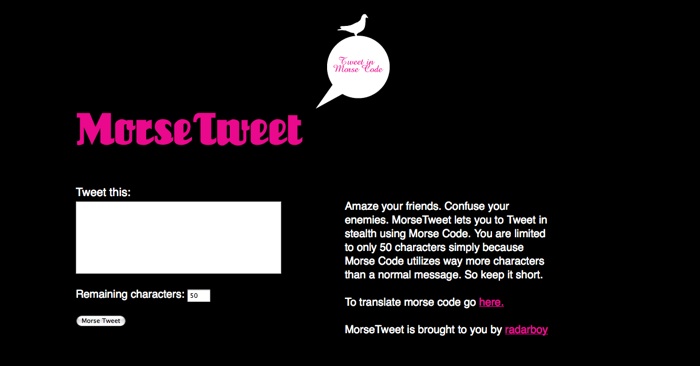 Tweet in
Morse Code
MorseTweet
Tweet this:
Remaining characters: 50
Morse Tweet
Amaze your friends. Confuse your
enemies. MorseTweet lets you to Tweet in
stealth using Morse Code. You are limited
to only 50 characters simply because
Morse Code utilizes way more characters
than a normal message. So keep it short.
To translate morse code go here.
MorseTweet is brought to you by radarboy